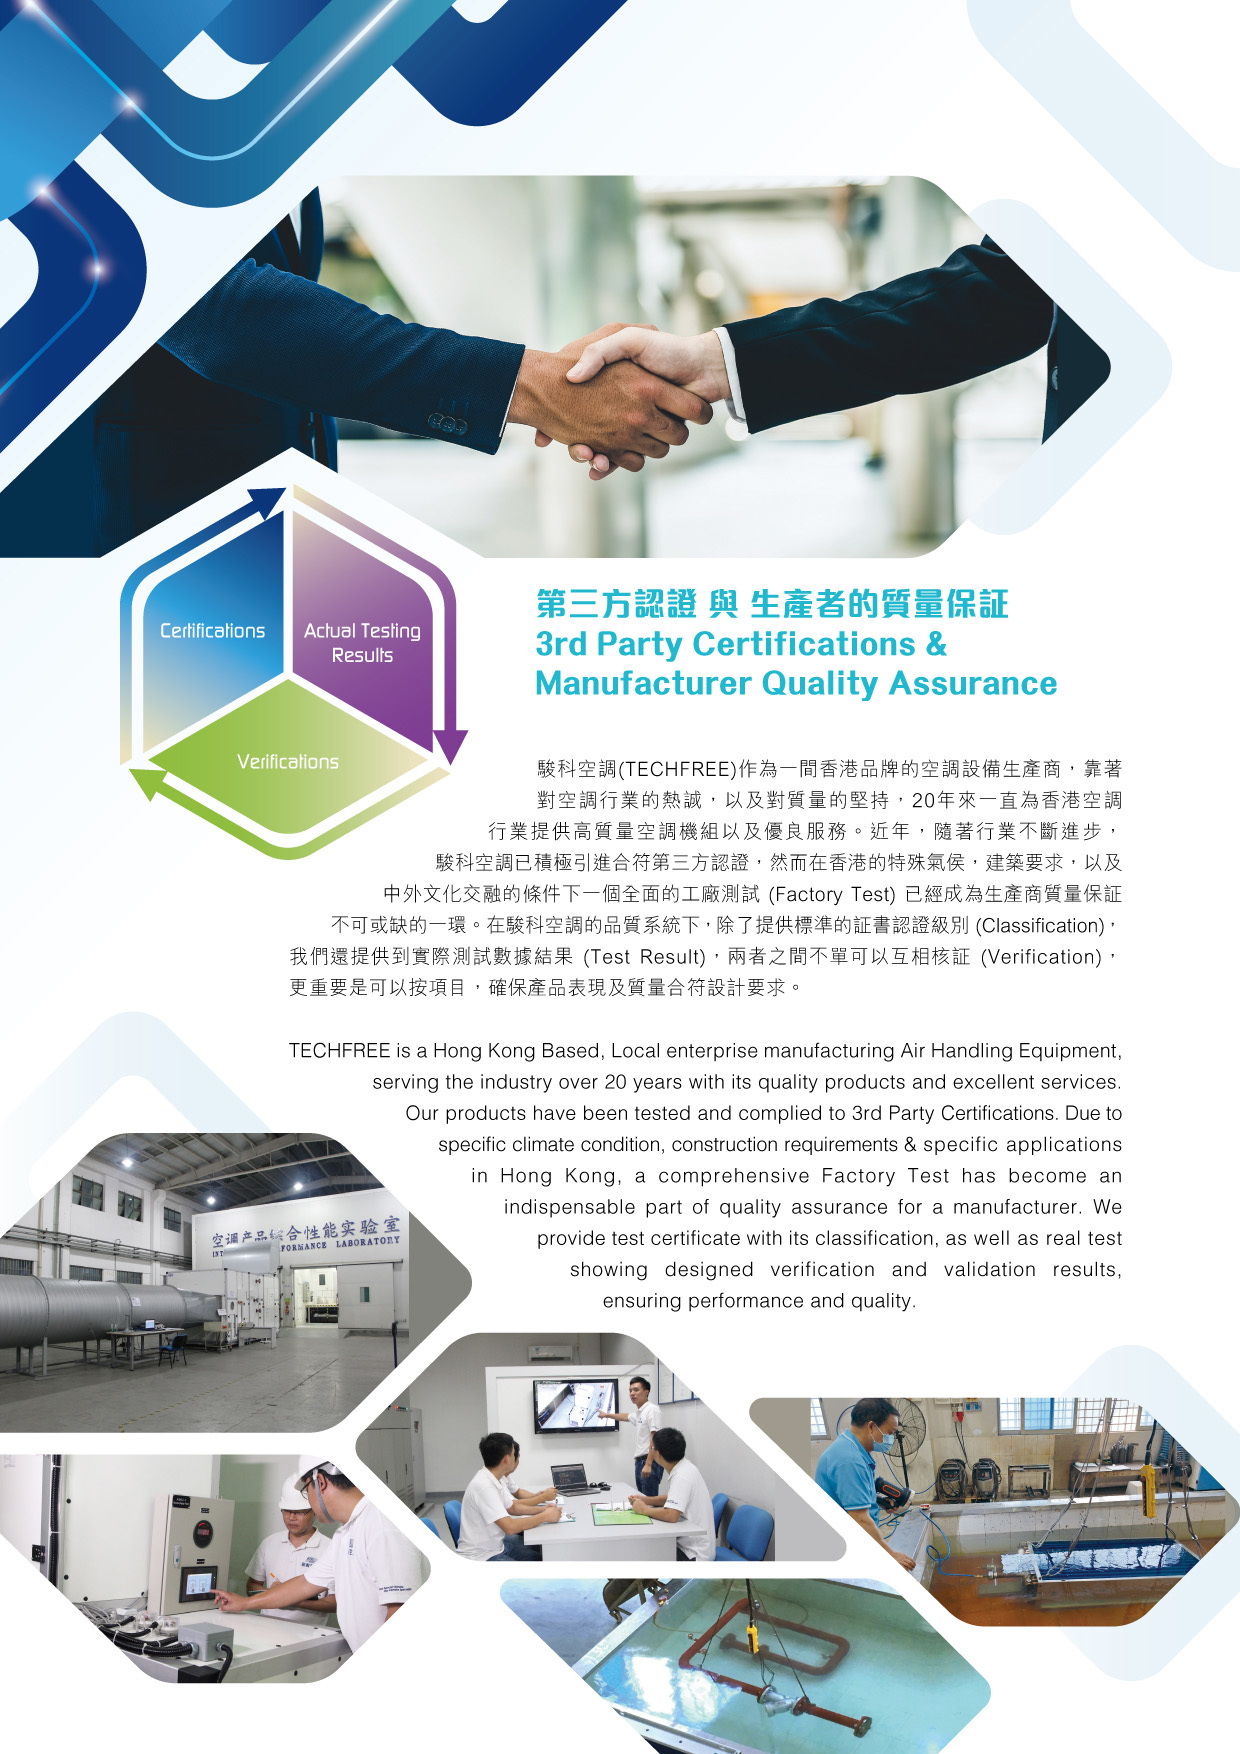 Certifications
Actual Testing
Results
Verifications
第三方認證 與 生產者的質量保証
3rd Party Certifications &
Manufacturer Quality Assurance
駿科空調(TECHFREE)作為一間香港品牌的空調設備生產商，靠著
對空調行業的熱誠，以及對質量的堅持，20年來一直為香港空調
行業提供高質量空調機組以及優良服務。近年，隨著行業不斷進步，
駿科空調已積極引進合符第三方認證，然而在香港的特殊氣侯，建築要求，以及
中外文化交融的條件下一個全面的工廠測試 (Factory Test) 已經成為生產商質量保証
不可或缺的一環。在駿科空調的品質系統下，除了提供標準的証書認證級別 (Classification)，
我們還提供到實際測試數據結果 (Test Result)，兩者之間不單可以互相核証 (Verification)，
更重要是可以按項目，確保產品表現及質量合符設計要求。
TECHFREE is a Hong Kong Based, Local enterprise manufacturing Air Handling Equipment,
serving the industry over 20 years with its quality products and excellent services.
Our products have been tested and complied to 3rd Party Certifications. Due to
specific climate condition, construction requirements & specific applications
in Hong Kong, a comprehensive Factory Test has become an
indispensable part of quality assurance for a manufacturer. We
provide test certificate with its classification, as well as real test
showing designed verification and validation results,
ensuring performance and quality.
空调产品综合性能实验室
LABORATORY